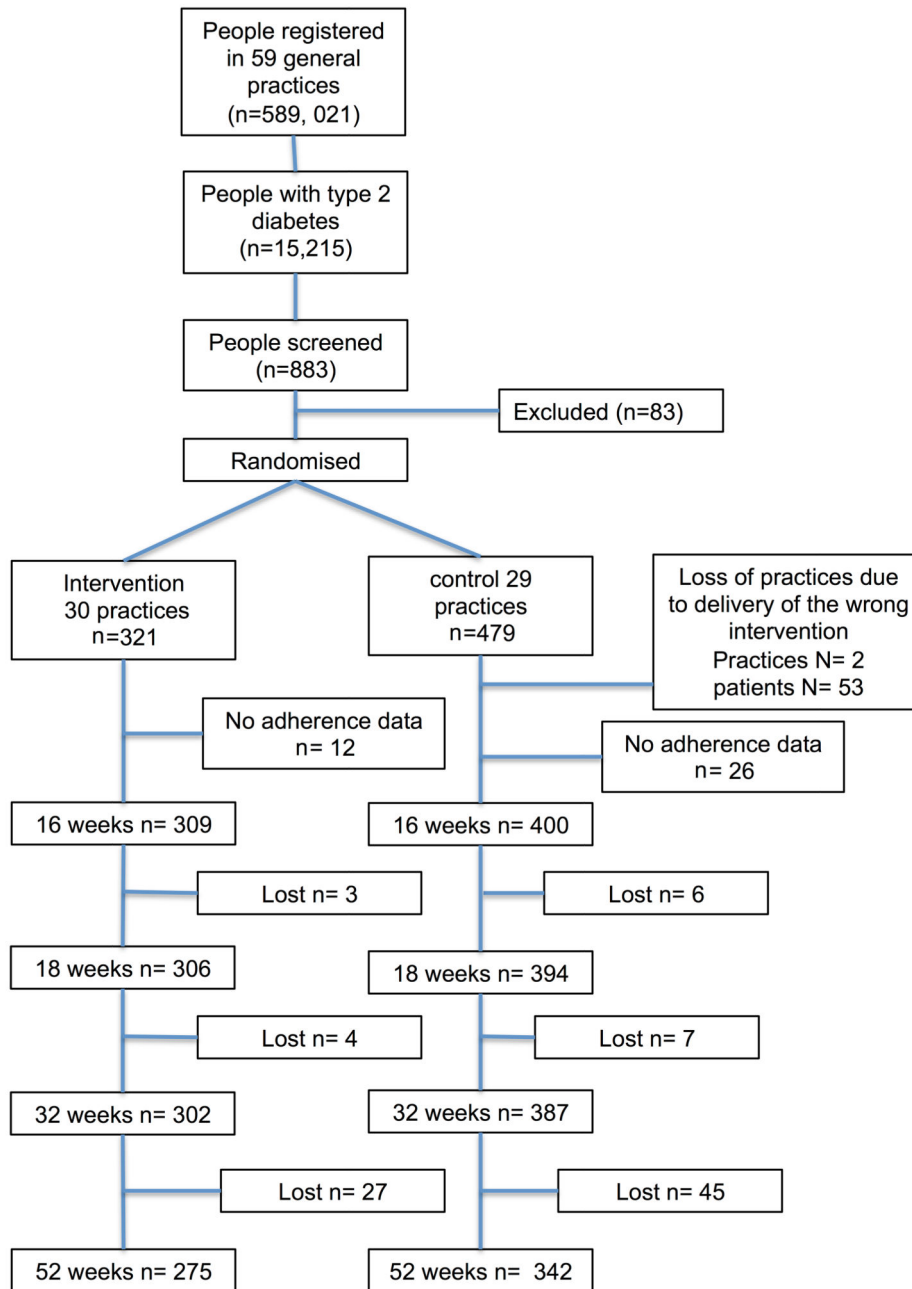 People registered
in 59 general
practices
(n=589, 021)
People with type 2
diabetes
(n=15,215)
People screened
(n=883)
Excluded (n=83)
Randomised
Intervention
30 practices
n=321
control 29
practices
n=479
Loss of practices due
to delivery of the wrong
intervention
Practices N= 2
patients N= 53
No adherence data
n= 12
No adherence data
n= 26
16 weeks n= 309
16 weeks n= 400
Lost n= 3
Lost n= 6
18 weeks n= 306
18 weeks n= 394
Lost n= 4
Lost n= 7
32 weeks n= 302
32 weeks n= 387
Lost n= 27
Lost n= 45
52 weeks n= 275
52 weeks n=  342